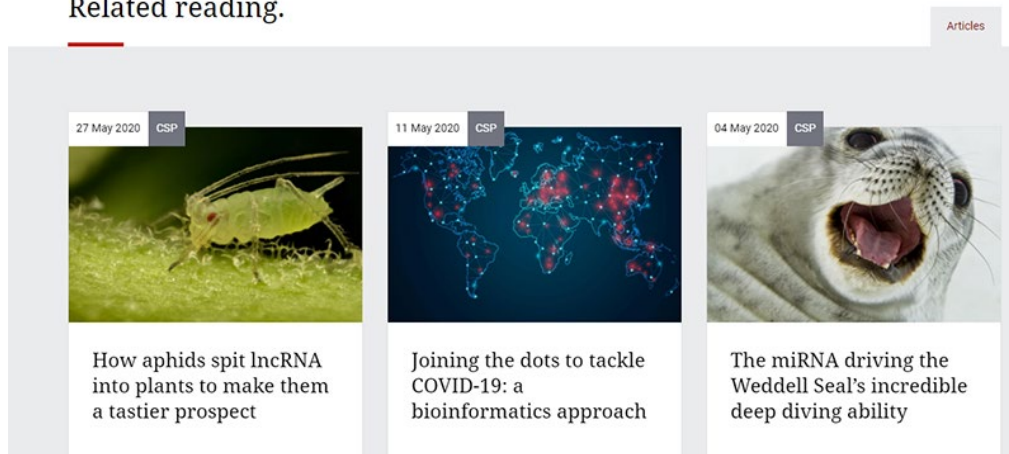 Related reading.
Articles
27 May 2020 CSP
How aphids spit lncRNA
into plants to make them
a tastier prospect
11 May 2020 CSP
Joining the dots to tackle
COVID-19: a
bioinformatics approach
04 May 2020 CSP
The miRNA driving the
Weddell Seal’s incredible
deep diving ability